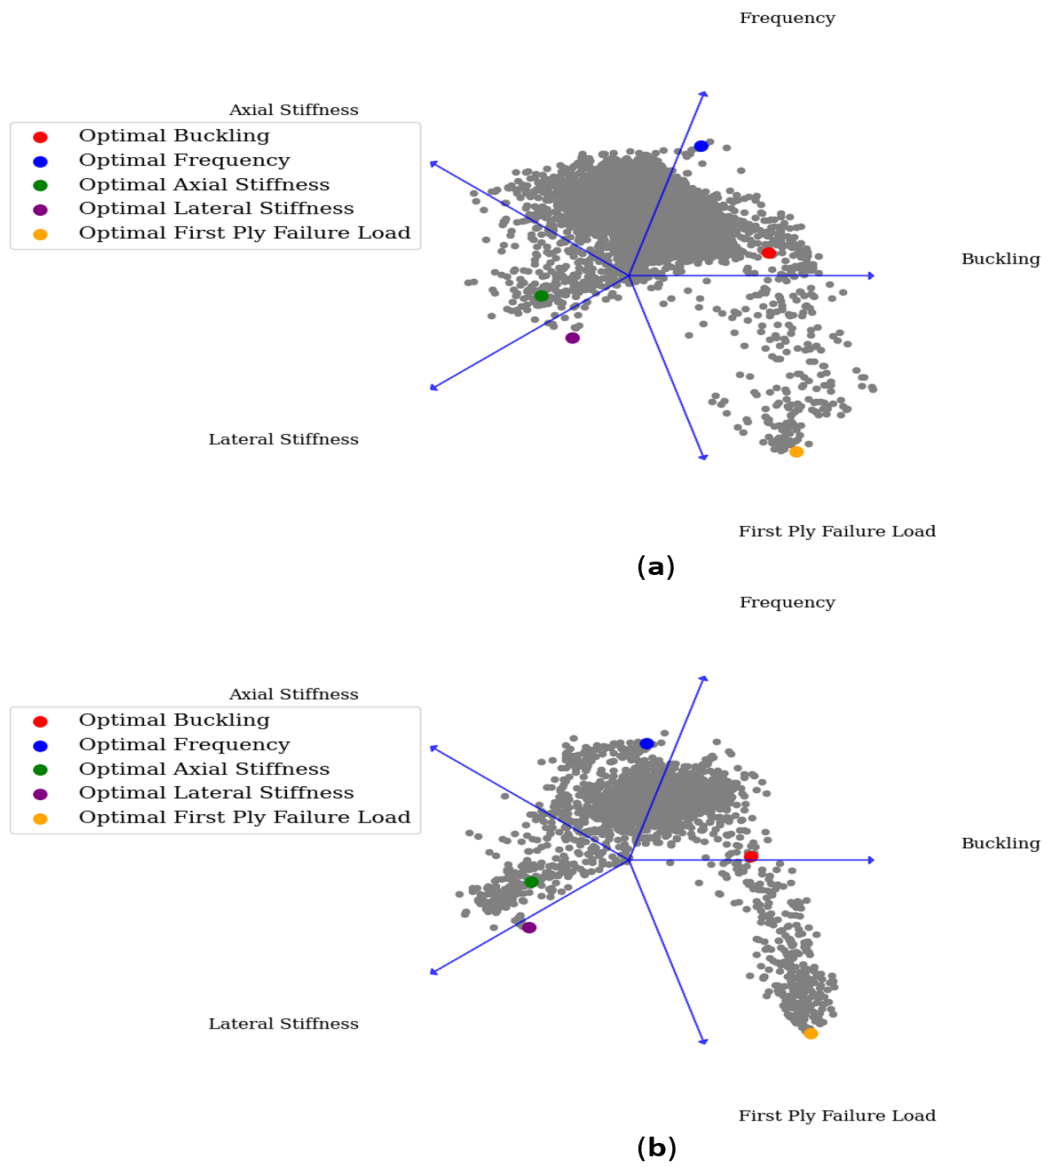 Frequency
Axial Stiffness
Optimal Buckling
Optimal Frequency
Optimal Axial Stiffness
Optimal Lateral Stiffness
Optimal First Ply Failure Load
Buckling
Lateral Stiffness
First Ply Failure Load
(a)
Frequency
Axial Stiffness
Optimal Buckling
Optimal Frequency
Optimal Axial Stiffness
Optimal Lateral Stiffness
Optimal First Ply Failure Load
Buckling
Lateral Stiffness
First Ply Failure Load
(b)